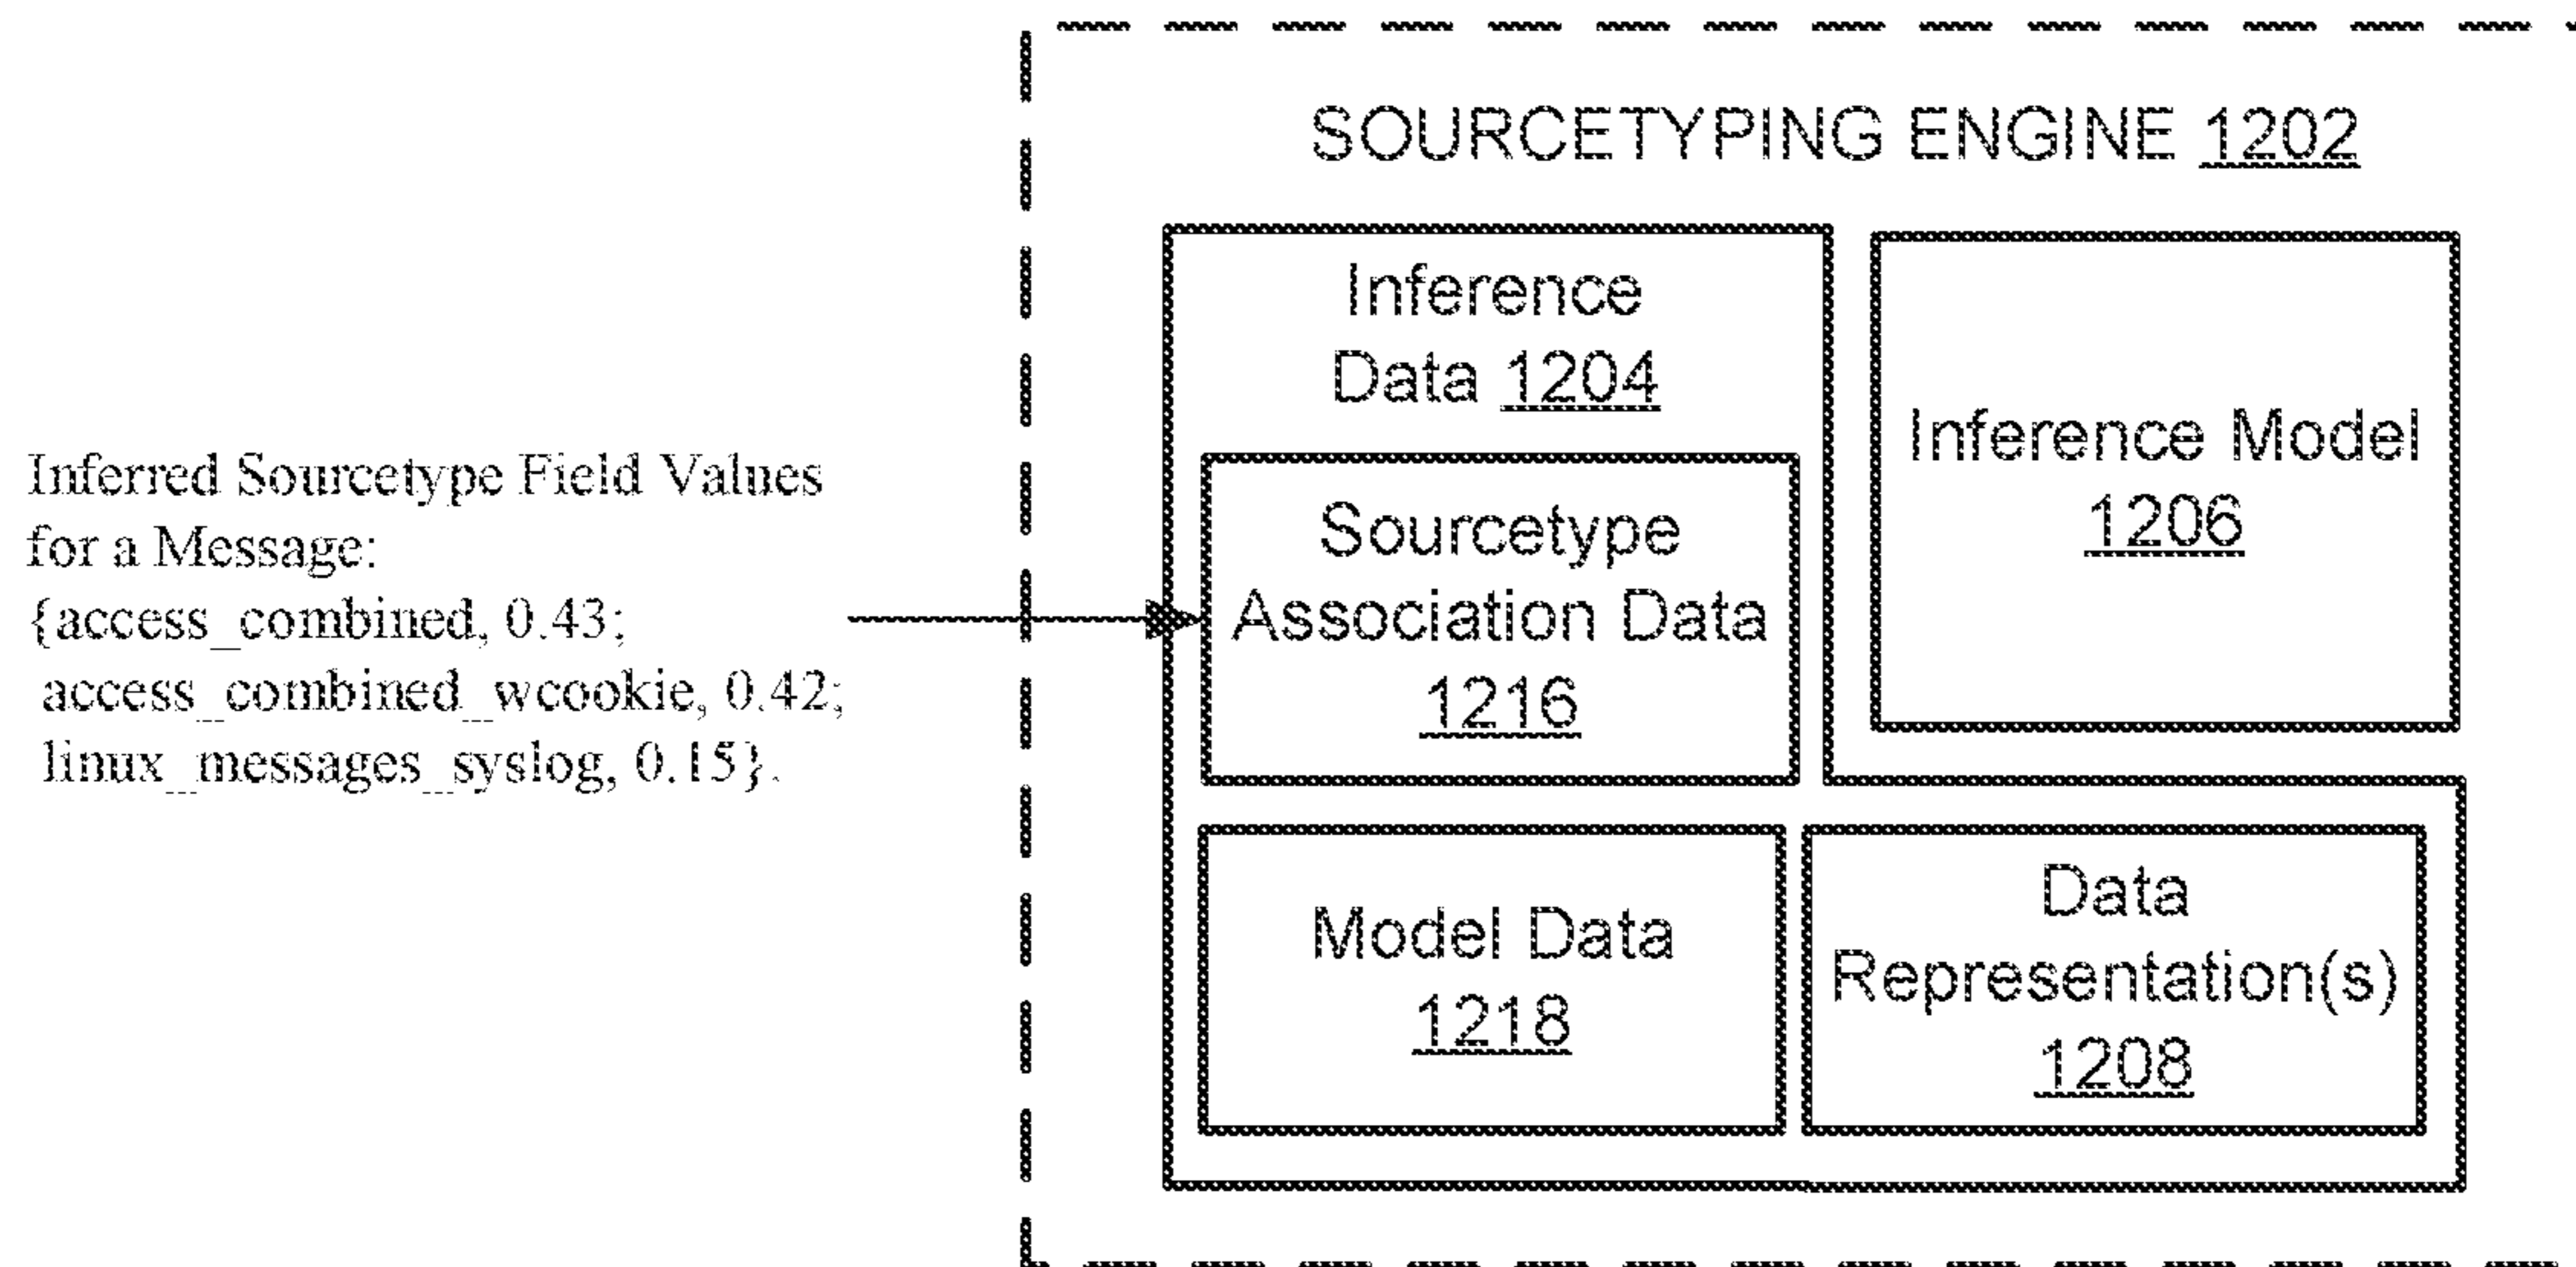 SOURCETYPING ENGINE 1202
Inference
Data 1204
Inference Model
1206
Inferred Sourcetype Field Values
for a Message:
{access_combined, 0.43;
access_combined_wcookie, 0.42;
linux_messages_syslog, 0.15}.
Sourcetype
Association Data
1216
Model Data
1218
Data
Representation(s)
1208